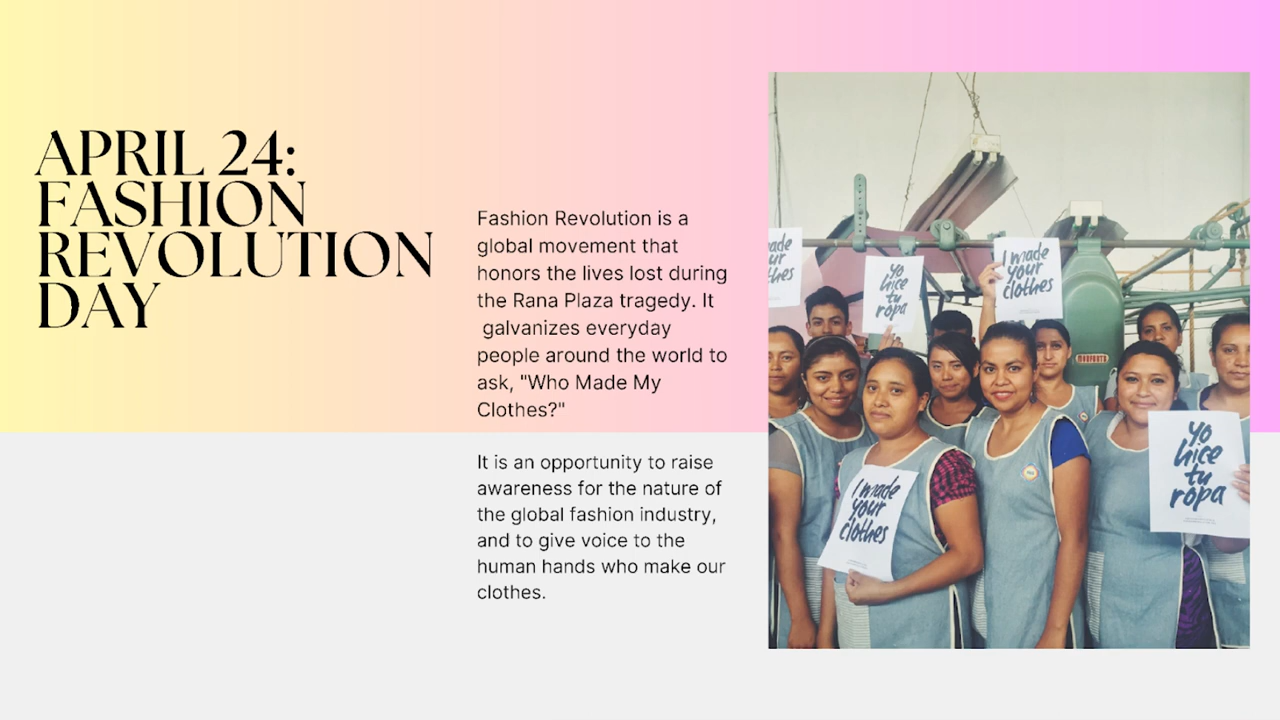 APRIL 24:
FASHION
REVOLUTION
DAY
Fashion Revolution is a
global movement that
honors the lives lost during
the Rana Plaza tragedy. It
galvanizes everyday
people around the world to
ask, "Who Made My
Clothes?"
It is an opportunity to raise
awareness for the nature of
the global fashion industry,
and to give voice to the
human hands who make our
clothes.
made
ur
thes
Yo
hice
tu
ropa
I made
your
clothes
I made
your
clothes
Yo
hice
tu
ropa